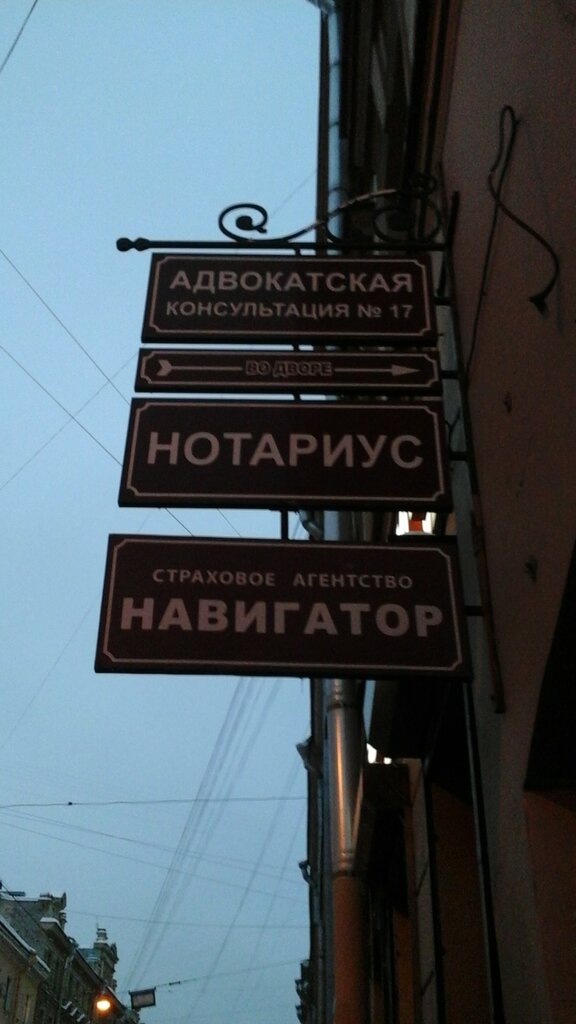 АДВОКАТСКАЯ
КОНСУЛЬТАЦИЯ № 17
ВО ДВОРЕ
НОТАРИУС
СТРАХОВОЕ АГЕНТСТВО
НАВИГАТОР